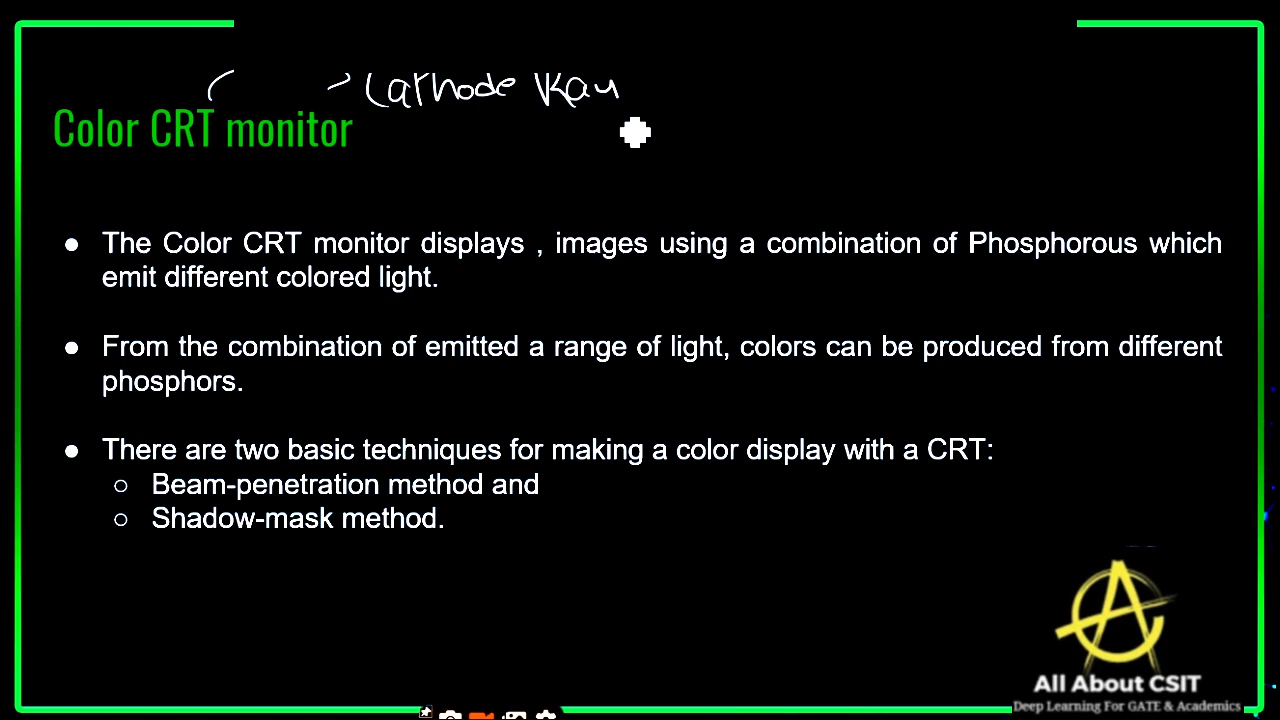 Cathode Ray
Color CRT monitor
● The Color CRT monitor displays , images using a combination of Phosphorous which
emit different colored light.
● From the combination of emitted a range of light, colors can be produced from different
phosphors.
● There are two basic techniques for making a color display with a CRT:
○ Beam-penetration method and
○ Shadow-mask method.
All About CSIT
Deep Learning For GATE & Academics